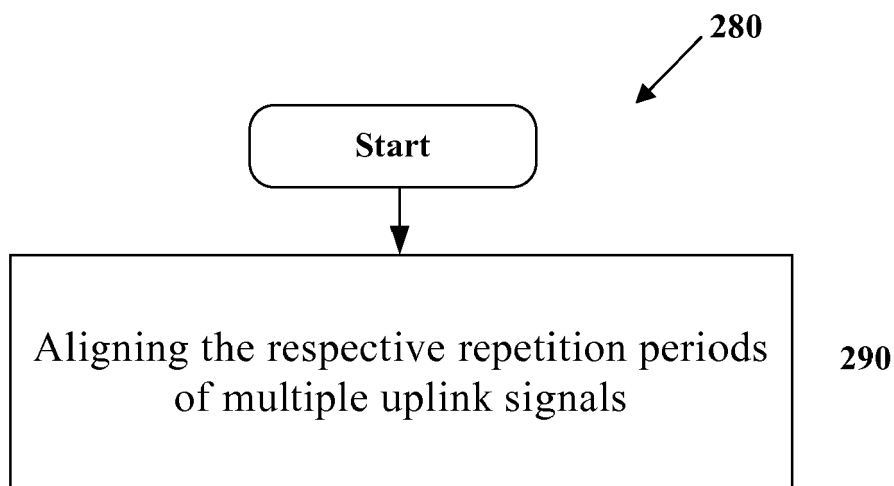 280
Start
Aligning the respective repetition periods
of multiple uplink signals
290